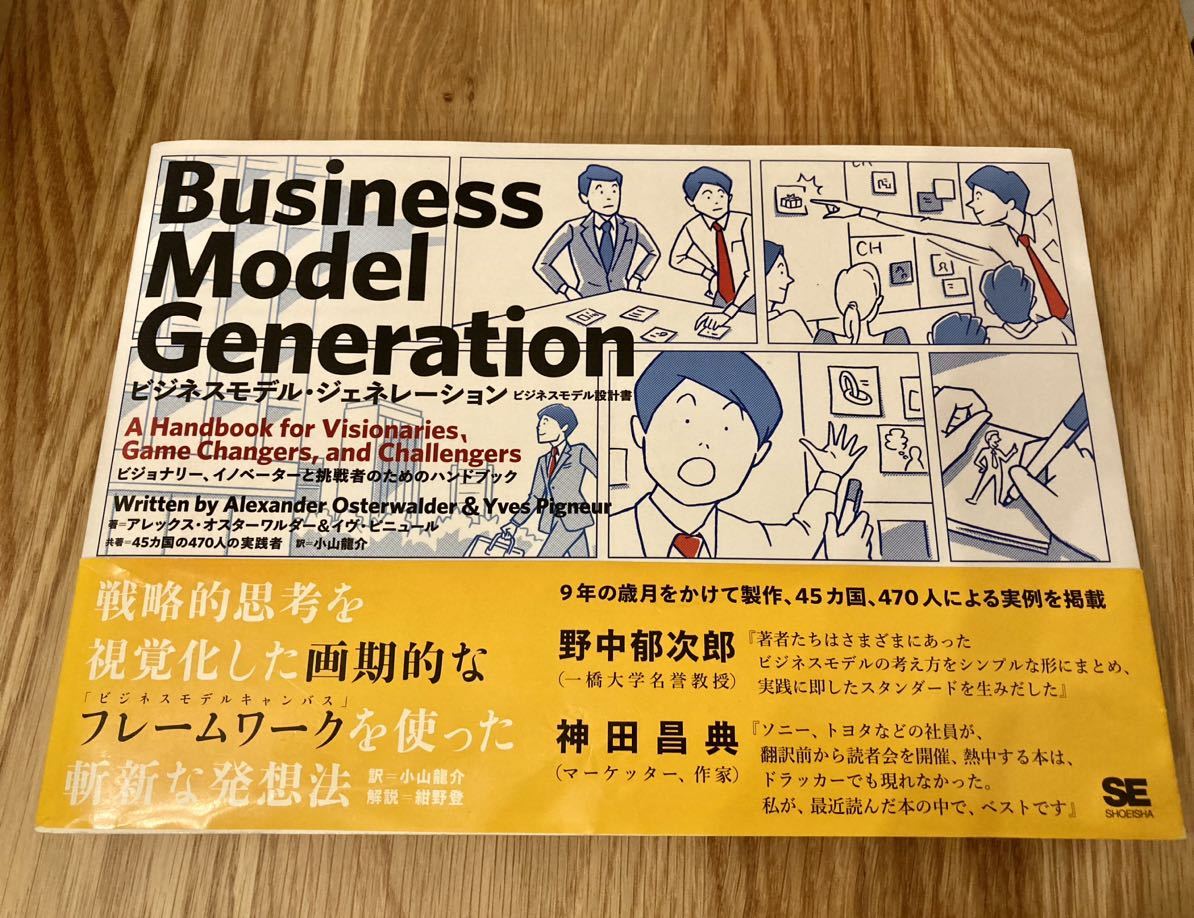 Business
Model
Generation
ビジネスモデル・ジェネレーション ビジネスモデル設計書
A Handbook for Visionaries,
Game Changers, and Challengers
ビジョナリー、イノベーターと挑戦者のためのハンドブック
Written by Alexander Osterwalder & Yves Pigneur
著=アレックス・オスターワルダー&イヴ・ピニュール
共著=45カ国の470人の実践者 訳=小山龍介
CH
戦略的思考を
視覚化した画期的な
「ビジネスモデルキャンバス」
フレームワークを使った
斬新な発想法
訳=小山龍介
解説=紺野登
9年の歳月をかけて製作、45カ国、470人による実例を掲載
野中郁次郎
(一橋大学名誉教授)
『著者たちはさまざまにあった
ビジネスモデルの考え方をシンプルな形にまとめ、
実践に即したスタンダードを生みだした』
神田昌典
(マーケッター、作家)
『ソニー、トヨタなどの社員が、
翻訳前から読者会を開催、熱中する本は、
ドラッカーでも現れなかった。
私が、最近読んだ本の中で、ベストです』
SE
SHOEISHA